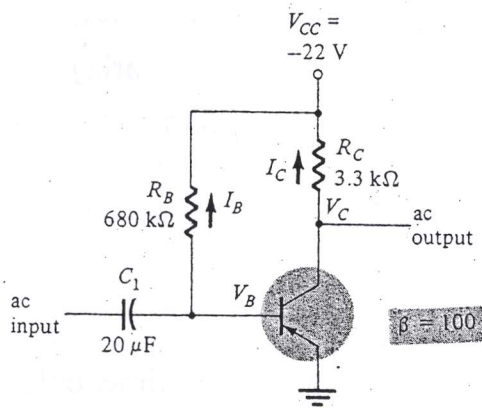 V_CC =
−22 V
R_C
3.3 kΩ
I_C
R_B
680 kΩ
I_B
V_C
ac
output
C_1
V_B
ac
input
20 μF
β = 100